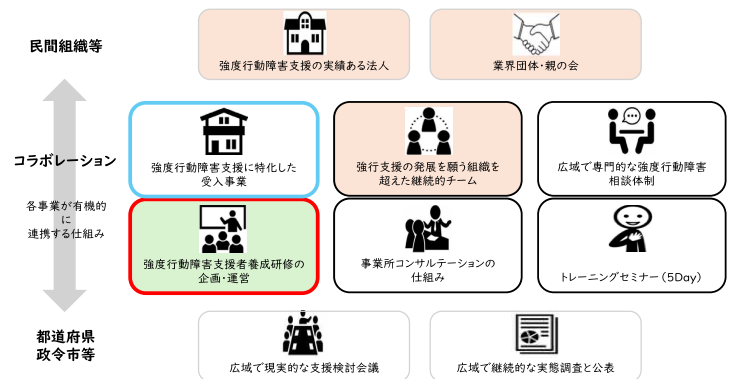 民間組織等
強度行動障害支援の実績ある法人
業界団体・親の会
コラボレーション
各事業が有機的
に
連携する仕組み
強度行動障害支援に特化した
受入事業
強行支援の発展を願う組織を
超えた継続的チーム
広域で専門的な強度行動障害
相談体制
強度行動障害支援者養成研修の
企画・運営
事業所コンサルテーションの
仕組み
トレーニングセミナー(5Day)
都道府県
政令市等
広域で現実的な支援検討会議
広域で継続的な実態調査と公表